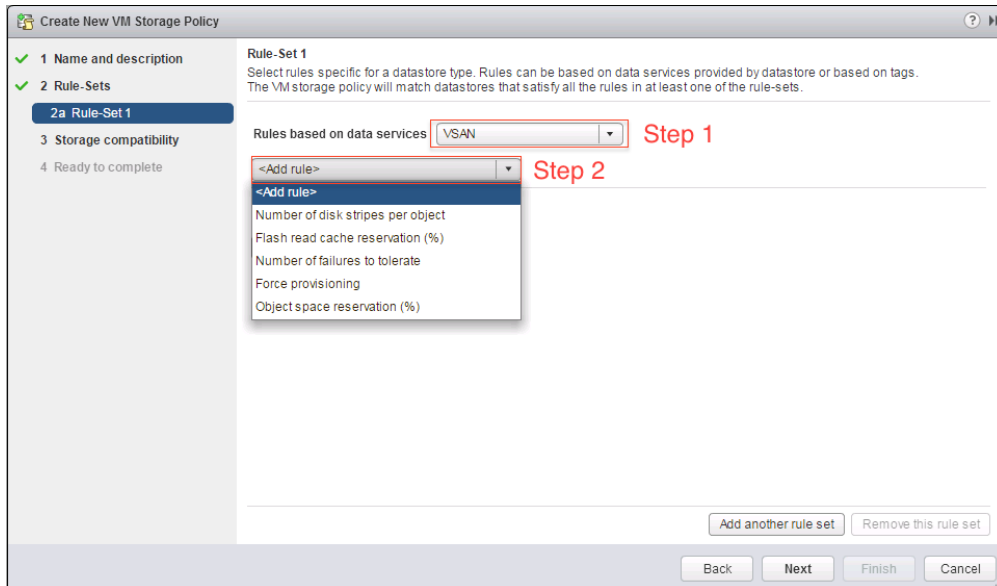 Create New VM Storage Policy
?
1 Name and description
2 Rule-Sets
2a Rule-Set 1
3 Storage compatibility
4 Ready to complete
Rule-Set 1
Select rules specific for a datastore type. Rules can be based on data services provided by datastore or based on tags.
The VM storage policy will match datastores that satisfy all the rules in at least one of the rule-sets.
Rules based on data services VSAN Step 1
<Add rule> Step 2
<Add rule>
Number of disk stripes per object
Flash read cache reservation (%)
Number of failures to tolerate
Force provisioning
Object space reservation (%)
Add another rule set Remove this rule set
Back Next Finish Cancel